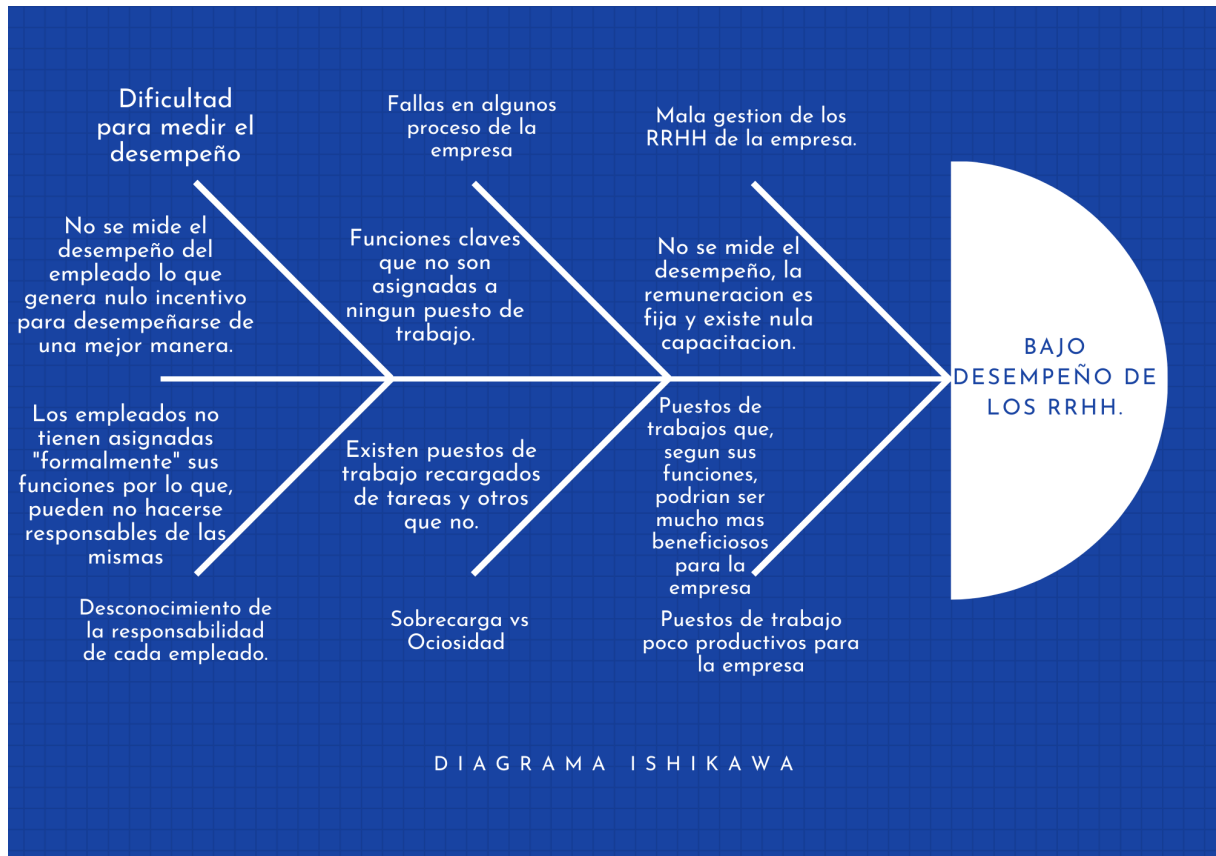 Dificultad
para medir el
desempeño
Fallas en algunos
proceso de la
empresa
Mala gestion de los
RRHH de la empresa.
No se mide el
desempeño del
empleado lo que
genera nulo incentivo
para desempeñarse de
una mejor manera.
Funciones claves
que no son
asignadas a
ningun puesto de
trabajo.
No se mide el
desempeño, la
remuneracion es
fija y existe nula
capacitacion.
BAJO
DESEMPEÑO DE
LOS RRHH.
Los empleados no
tienen asignadas
"formalmente" sus
funciones por lo que,
pueden no hacerse
responsables de las
mismas
Existen puestos de
trabajo recargados
de tareas y otros
que no.
Puestos de
trabajos que,
segun sus
funciones,
podrian ser
mucho mas
beneficiosos
para la
empresa
Desconocimiento de
la responsabilidad
de cada empleado.
Sobrecarga vs
Ociosidad
Puestos de trabajo
poco productivos para
la empresa
DIAGRAMA ISHIKAWA